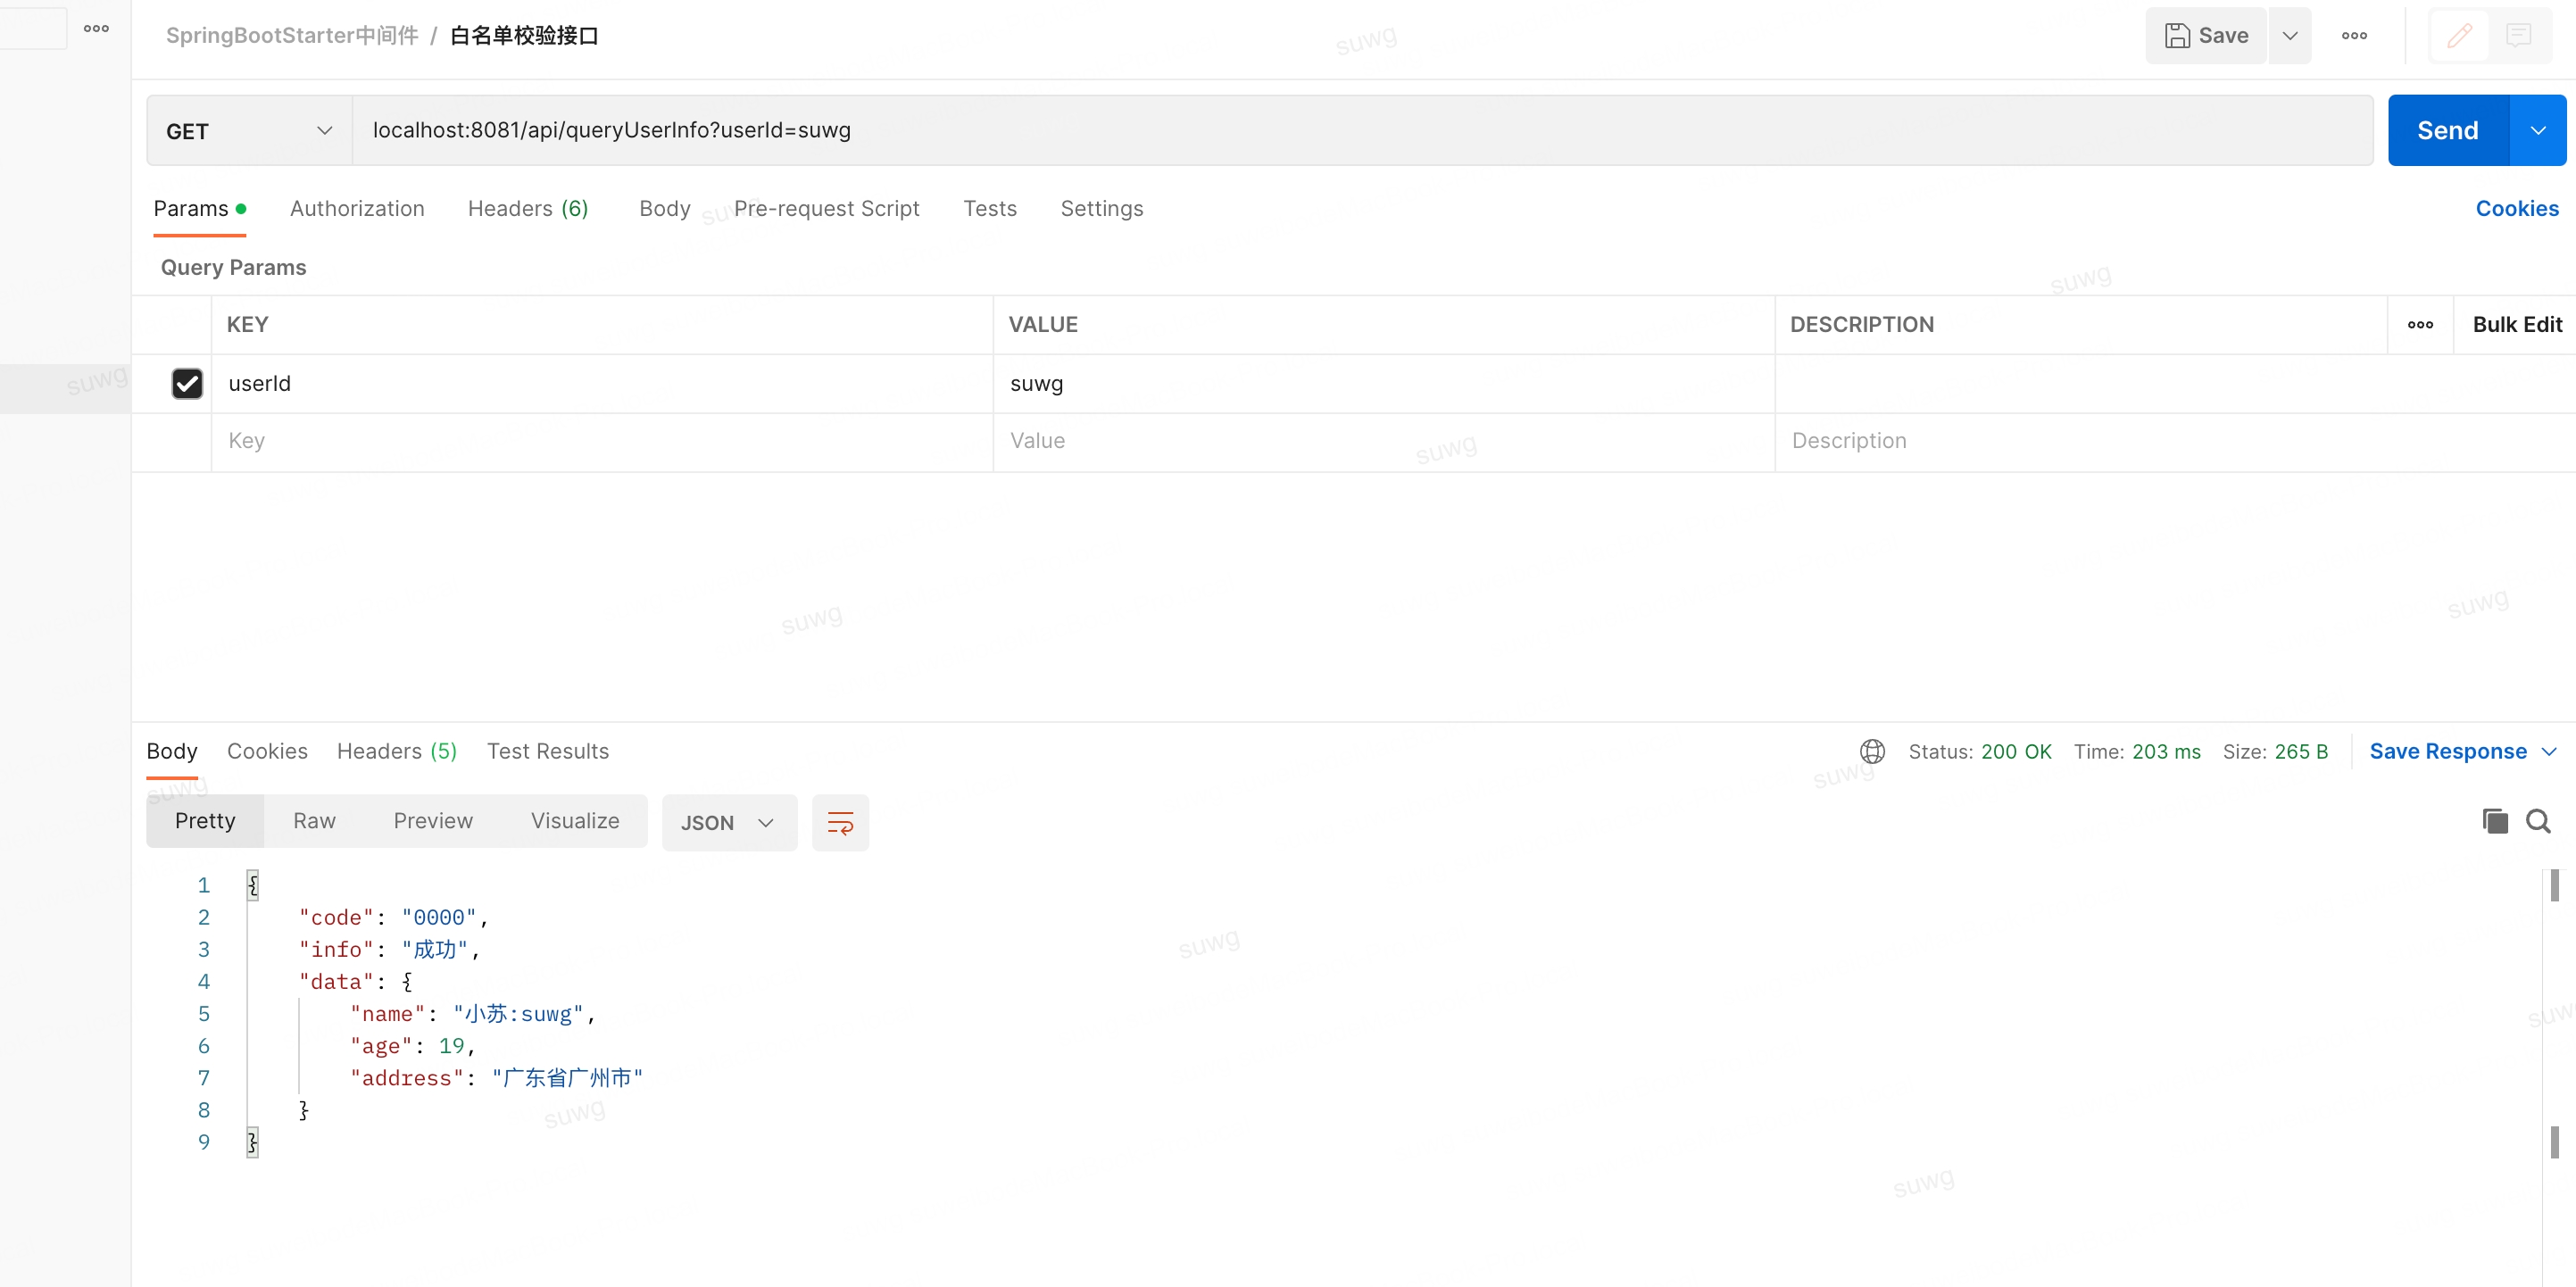 SpringBootStarter中间件 / 白名单校验接口
Save
GET localhost:8081/api/queryUserInfo?userId=suwg Send
Params Authorization Headers (6) Body Pre-request Script Tests Settings Cookies
Query Params
KEY VALUE DESCRIPTION Bulk Edit
userId suwg
Key Value Description
Body Cookies Headers (5) Test Results Status: 200 OK Time: 203 ms Size: 265 B Save Response
Pretty Raw Preview Visualize JSON
1 {
2 "code": "0000",
3 "info": "成功",
4 "data": {
5 "name": "小苏:suwg",
6 "age": 19,
7 "address": "广东省广州市"
8 }
9 }
suwg
suwg
suwg
suwg
suwg
suwg
suwg
suwg
suwg
suwg
suwg
suwg
suwg